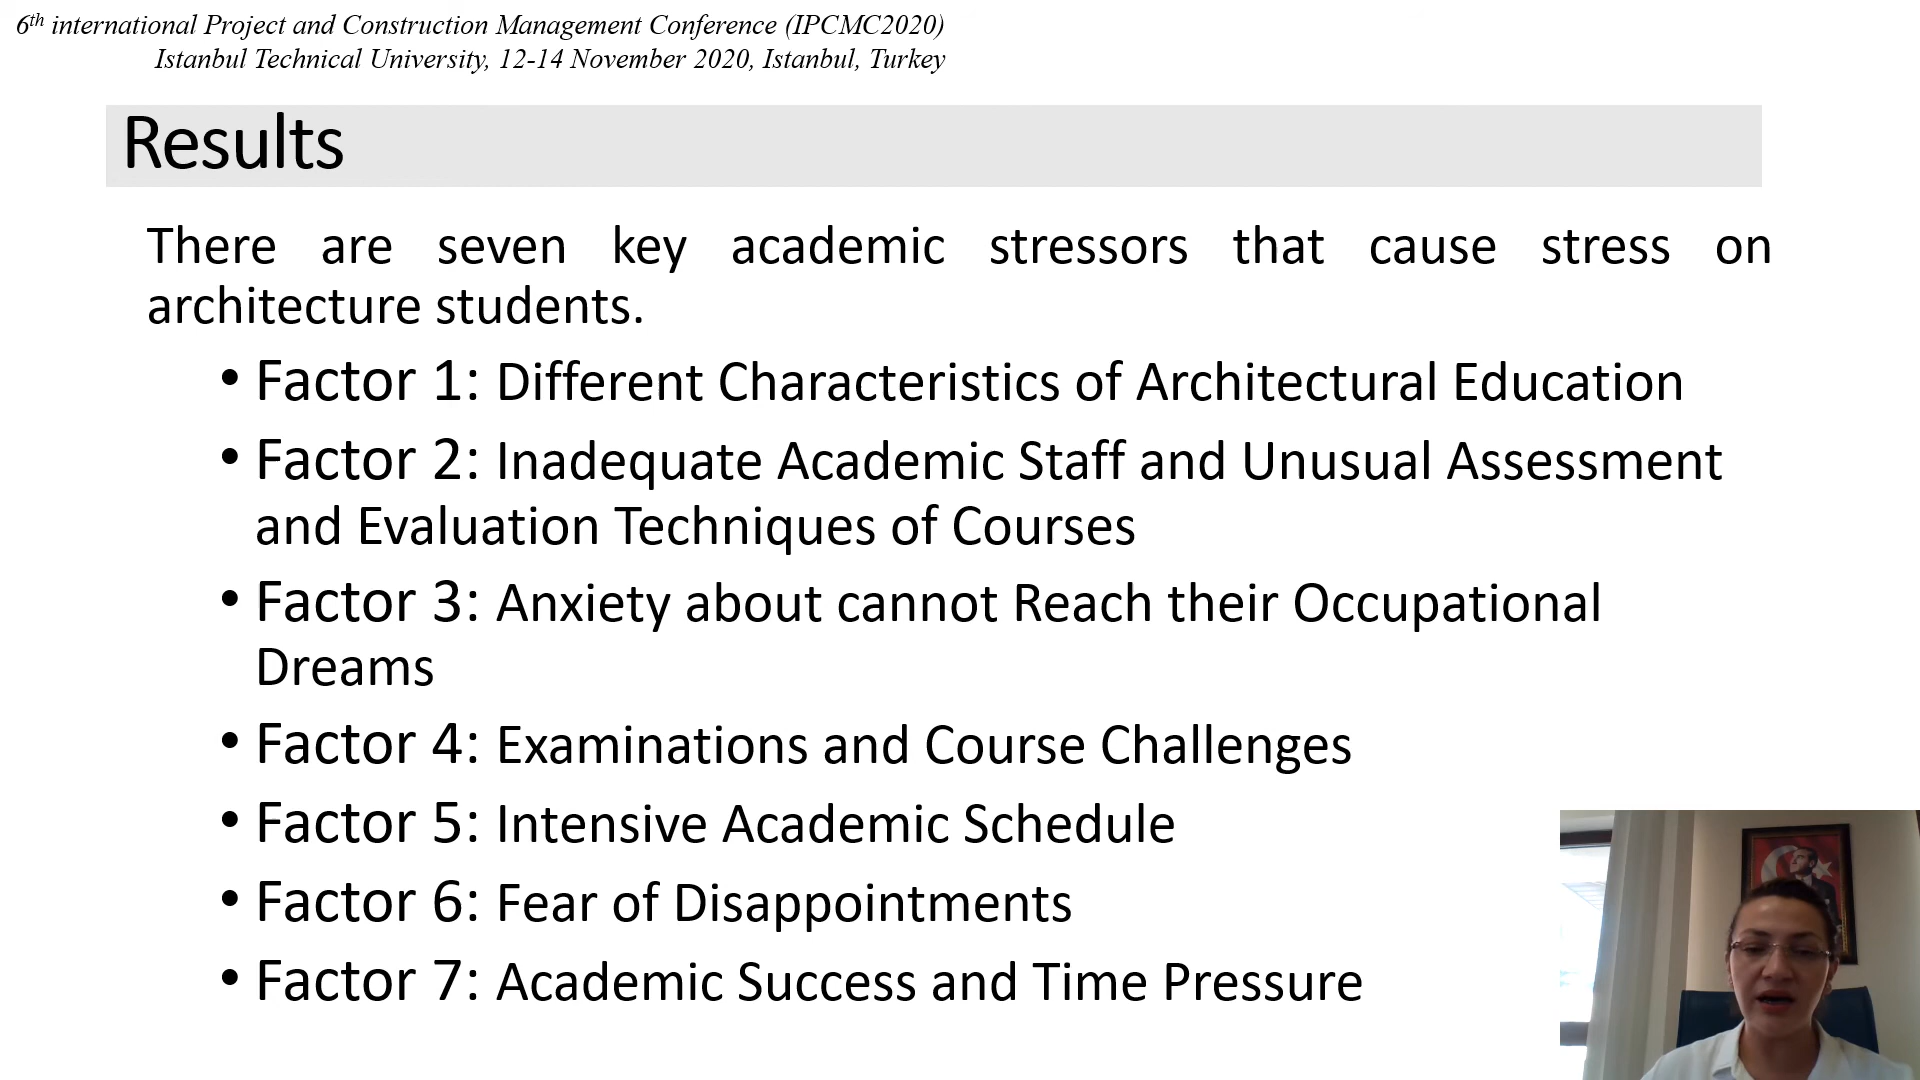 6th international Project and Construction Management Conference (IPCMC2020)
Istanbul Technical University, 12-14 November 2020, Istanbul, Turkey
Results
There are seven key academic stressors that cause stress on
architecture students.
• Factor 1: Different Characteristics of Architectural Education
• Factor 2: Inadequate Academic Staff and Unusual Assessment
and Evaluation Techniques of Courses
• Factor 3: Anxiety about cannot Reach their Occupational
Dreams
• Factor 4: Examinations and Course Challenges
• Factor 5: Intensive Academic Schedule
• Factor 6: Fear of Disappointments
• Factor 7: Academic Success and Time Pressure